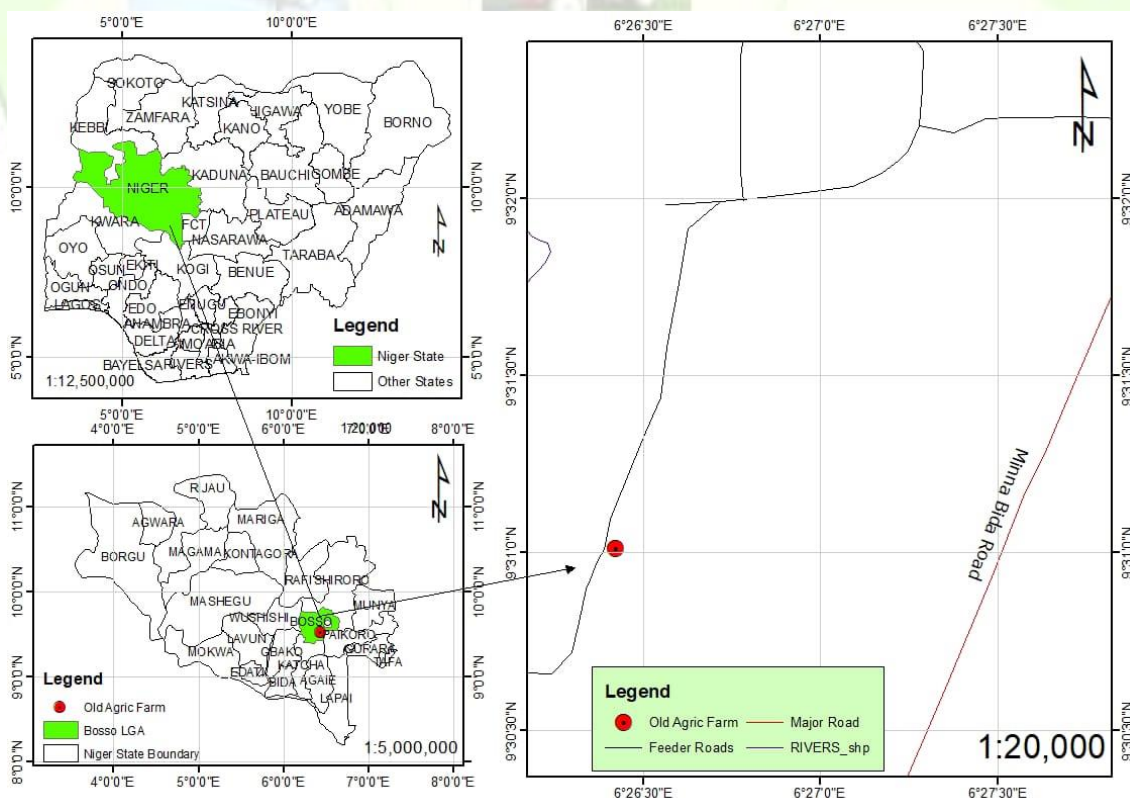 5°0'0"E
10°0'0"E
SOKOTO
KATSINA
ZAMFARA
JIGAWA
YOBE
KEBBI
KANO
BORNO
10°0'0"N
NIGER
KADUNA
BAUCHI
GOMBE
10°0'0"N
KWARA
FCT
PLATEAU
ADAMAWA
NASARAWA
OYO
TARABA
OSUN
EKITI
KOGI
BENUE
OGUN
ONDO
LAGOS
EDO
ENUGU
EBONYI
ANAMBRA
CROSS RIVER
DELTA
BAYELSA
RIVERS
AKWA-IBOM
5°0'0"N
5°0'0"N
N
Legend
Niger State
Other States
1:12,500,000
5°0'0"E
10°0'0"E
1:20,000
4°0'0"E
5°0'0"E
6°0'0"E
7°0'0"E
8°0'0"E
11°0'0"N
11°0'0"N
RIJAU
AGWARA
MARIGA
BORGU
MAGAMA
KONTAGORA
RAFI
SHIRORO
10°0'0"N
10°0'0"N
MASHEGU
MUNYA
WUSHISHI
BOSSO
LAVUN
PAIKORO
MOKWA
GBAKO
GURARA
TAFA
KATCHA
9°0'0"N
9°0'0"N
EDATI
BIDA
AGAIE
LAPAI
N
Legend
Old Agric Farm
Bosso LGA
Niger State Boundary
1:5,000,000
8°0'0"N
8°0'0"N
4°0'0"E
5°0'0"E
6°0'0"E
7°0'0"E
8°0'0"E
6°26'30"E
6°27'0"E
6°27'30"E
N
9°32'0"N
9°32'0"N
9°31'30"N
9°31'30"N
Minna Bida Road
9°31'0"N
9°31'0"N
9°30'30"N
9°30'30"N
Legend
Old Agric Farm
Major Road
Feeder Roads
RIVERS_shp
1:20,000
6°26'30"E
6°27'0"E
6°27'30"E